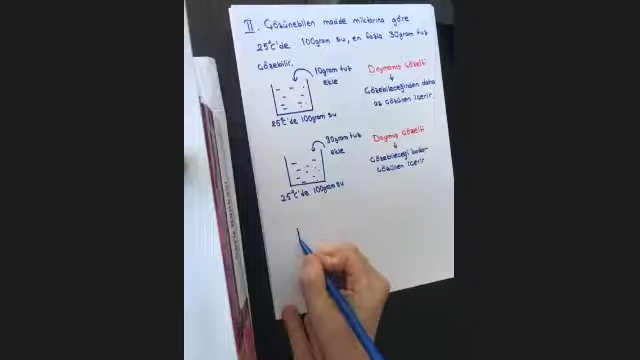 II. Çözünebilen madde miktarına göre
25°C'de 100gram su, en fazla 30gram tuz
çözebilir.
10gram tuz
ekle
25°C'de 100gram su
Doymamış Çözelti
Çözebileceğinden daha
az çözünen içerir.
30gram tuz
ekle
25°C'de 100gram su
Doymuş Çözelti
Çözebileceği kadar
çözünen içerir